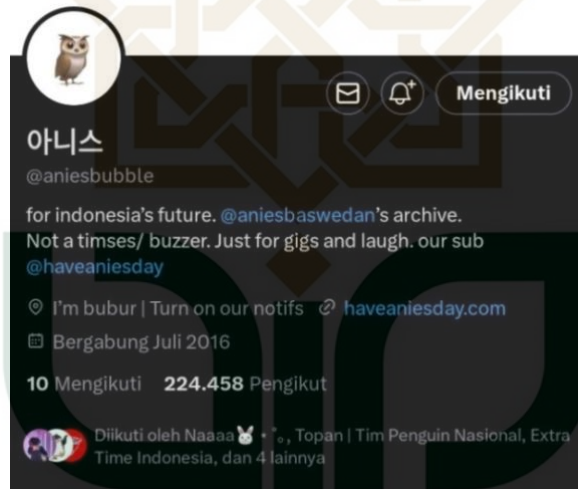 Mengikuti
아니스
@aniesbubble
for indonesia's future. @aniesbaswedan's archive.
Not a timses/ buzzer. Just for gigs and laugh. our sub
@haveaniesday
I'm bubur | Turn on our notifs haveaniesday.com
Bergabung Juli 2016
10 Mengikuti 224.458 Pengikut
Diikuti oleh Naaaa🐰 • ˚｡, Topan | Tim Penguin Nasional, Extra
Time Indonesia, dan 4 lainnya